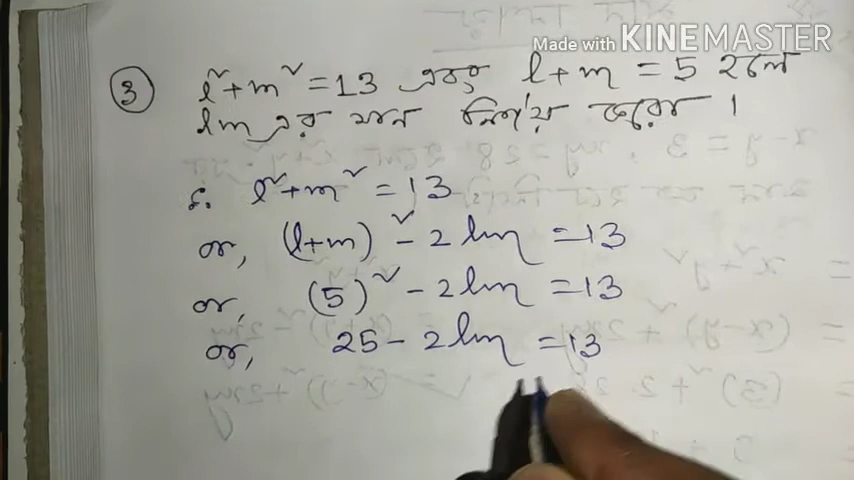 Made with KINEMASTER
③ l² + m² = 13 এবং l + m = 5 হলে
lm এর মান নির্ণয় করো ।
s. l² + m² = 13
or, (l + m)² - 2lm = 13
or, (5)² - 2lm = 13
or, 25 - 2lm = 13